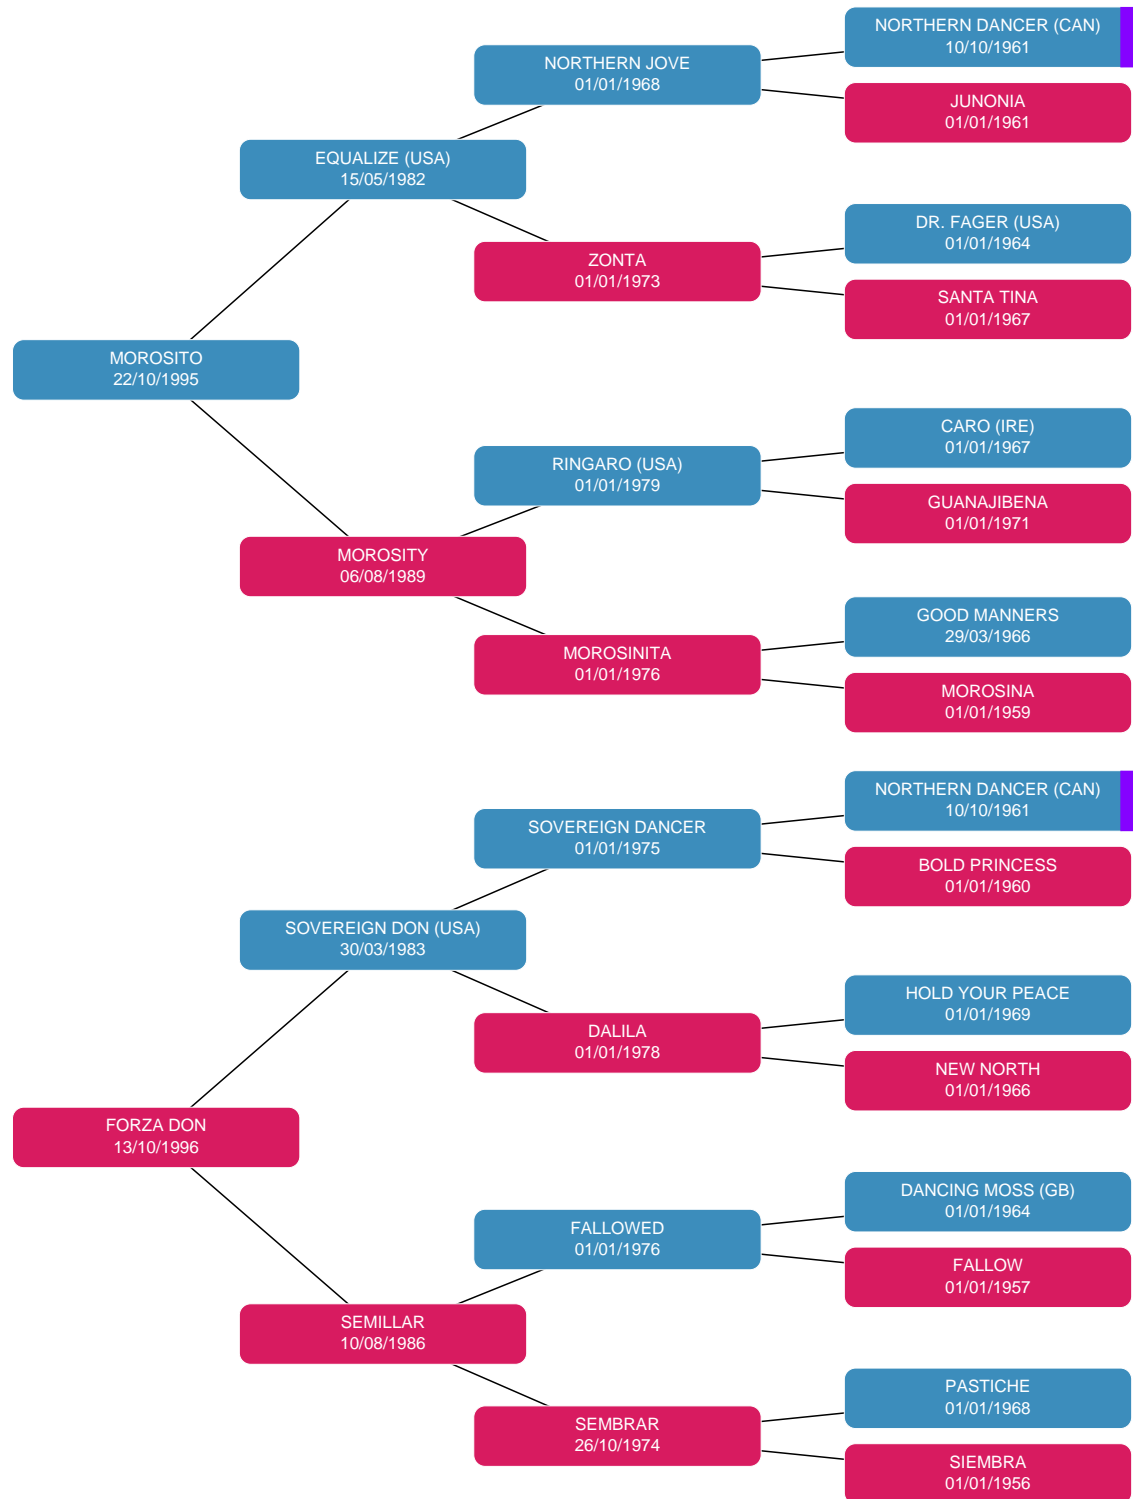 NORTHERN DANCER (CAN)
10/10/1961
NORTHERN JOVE
01/01/1968
JUNONIA
01/01/1961
EQUALIZE (USA)
15/05/1982
DR. FAGER (USA)
01/01/1964
ZONTA
01/01/1973
SANTA TINA
01/01/1967
MOROSITO
22/10/1995
CARO (IRE)
01/01/1967
RINGARO (USA)
01/01/1979
GUANAJIBENA
01/01/1971
MOROSITY
06/08/1989
GOOD MANNERS
29/03/1966
MOROSINITA
01/01/1976
MOROSINA
01/01/1959
NORTHERN DANCER (CAN)
10/10/1961
SOVEREIGN DANCER
01/01/1975
BOLD PRINCESS
01/01/1960
SOVEREIGN DON (USA)
30/03/1983
HOLD YOUR PEACE
01/01/1969
DALILA
01/01/1978
NEW NORTH
01/01/1966
FORZA DON
13/10/1996
DANCING MOSS (GB)
01/01/1964
FALLOWED
01/01/1976
FALLOW
01/01/1957
SEMILLAR
10/08/1986
PASTICHE
01/01/1968
SEMBRAR
26/10/1974
SIEMBRA
01/01/1956